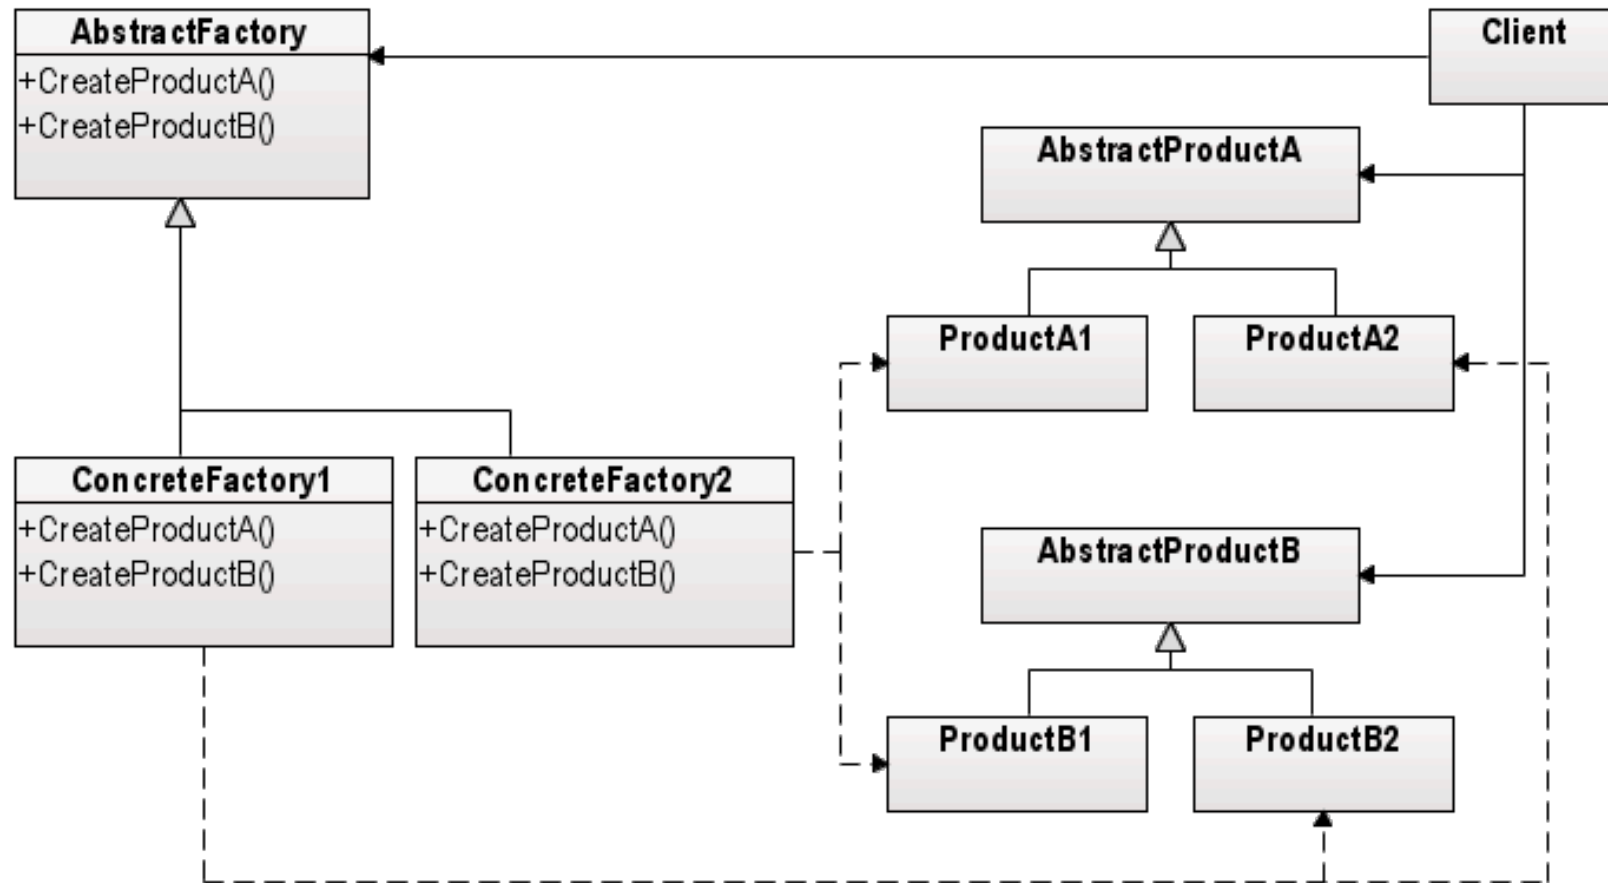 AbstractFactory
+CreateProductA()
+CreateProductB()
Client
AbstractProductA
ProductA1
ProductA2
ConcreteFactory1
+CreateProductA()
+CreateProductB()
ConcreteFactory2
+CreateProductA()
+CreateProductB()
AbstractProductB
ProductB1
ProductB2